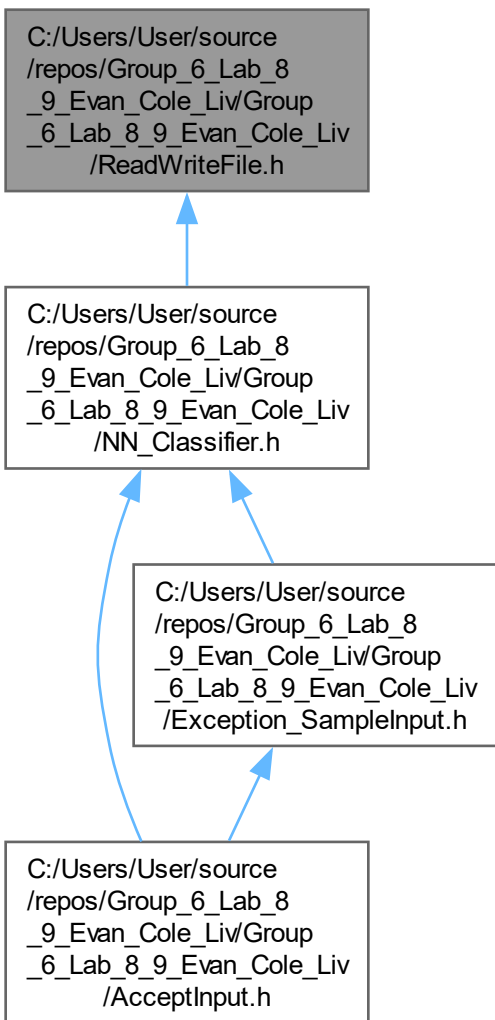 C:/Users/User/source
/repos/Group_6_Lab_8
_9_Evan_Cole_Liv/Group
_6_Lab_8_9_Evan_Cole_Liv
/ReadWriteFile.h
C:/Users/User/source
/repos/Group_6_Lab_8
_9_Evan_Cole_Liv/Group
_6_Lab_8_9_Evan_Cole_Liv
/NN_Classifier.h
C:/Users/User/source
/repos/Group_6_Lab_8
_9_Evan_Cole_Liv/Group
_6_Lab_8_9_Evan_Cole_Liv
/Exception_SampleInput.h
C:/Users/User/source
/repos/Group_6_Lab_8
_9_Evan_Cole_Liv/Group
_6_Lab_8_9_Evan_Cole_Liv
/AcceptInput.h